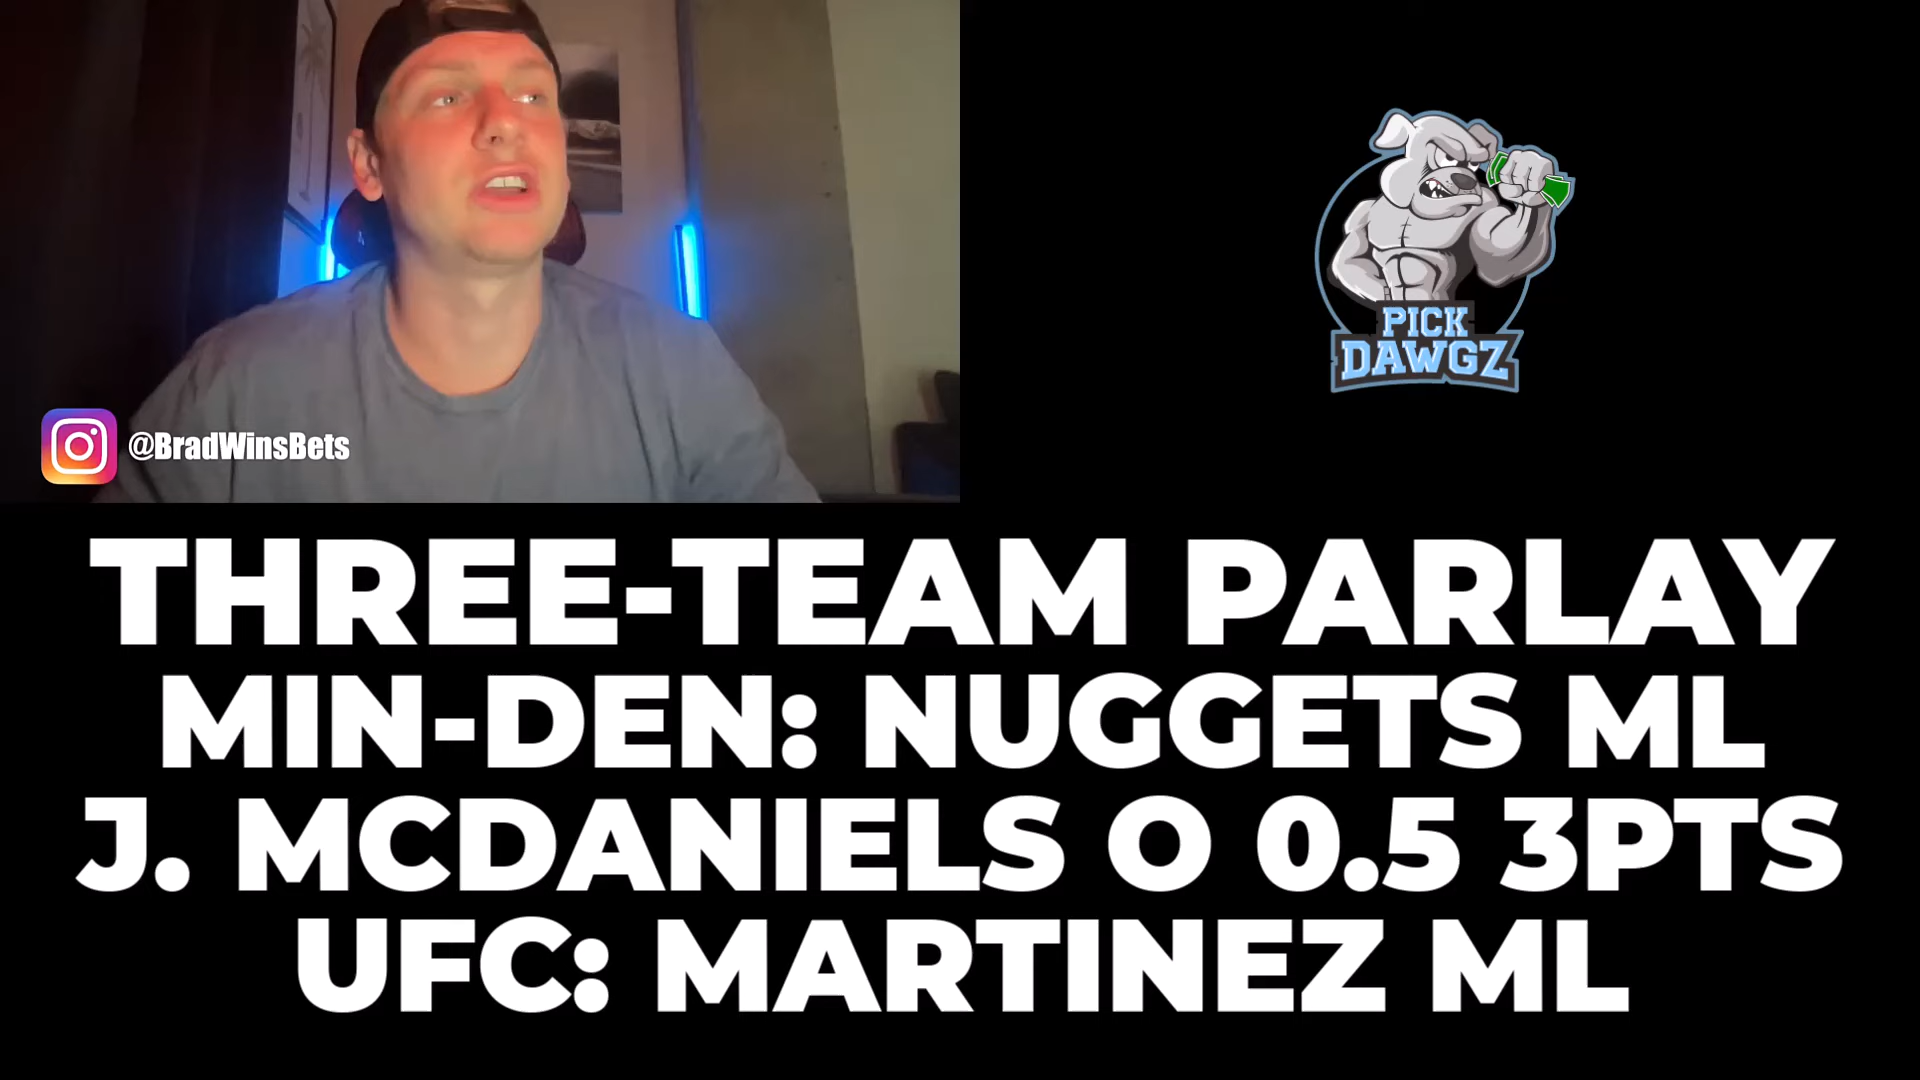 @BradWinsBets
PICK
DAWGZ
THREE-TEAM PARLAY
MIN-DEN: NUGGETS ML
J. MCDANIELS O 0.5 3PTS
UFC: MARTINEZ ML